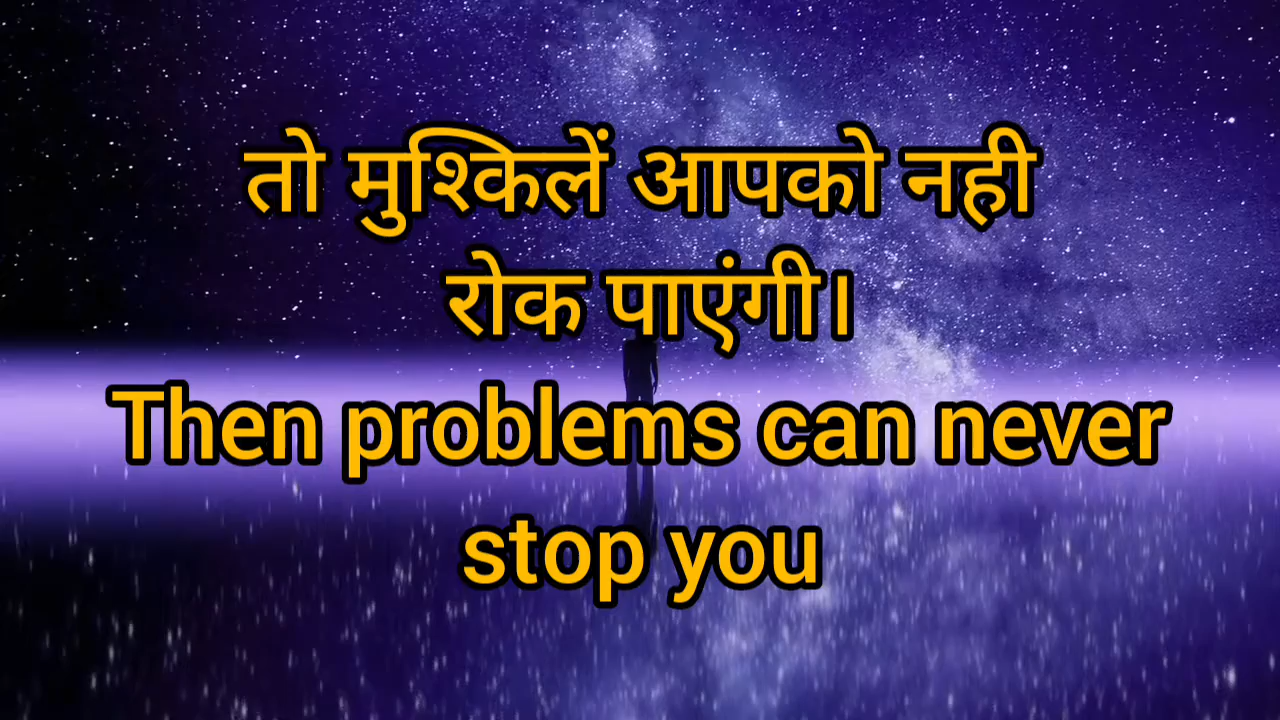 तो मुश्किलें आपको नही
रोक पाएंगी।
Then problems can never
stop you